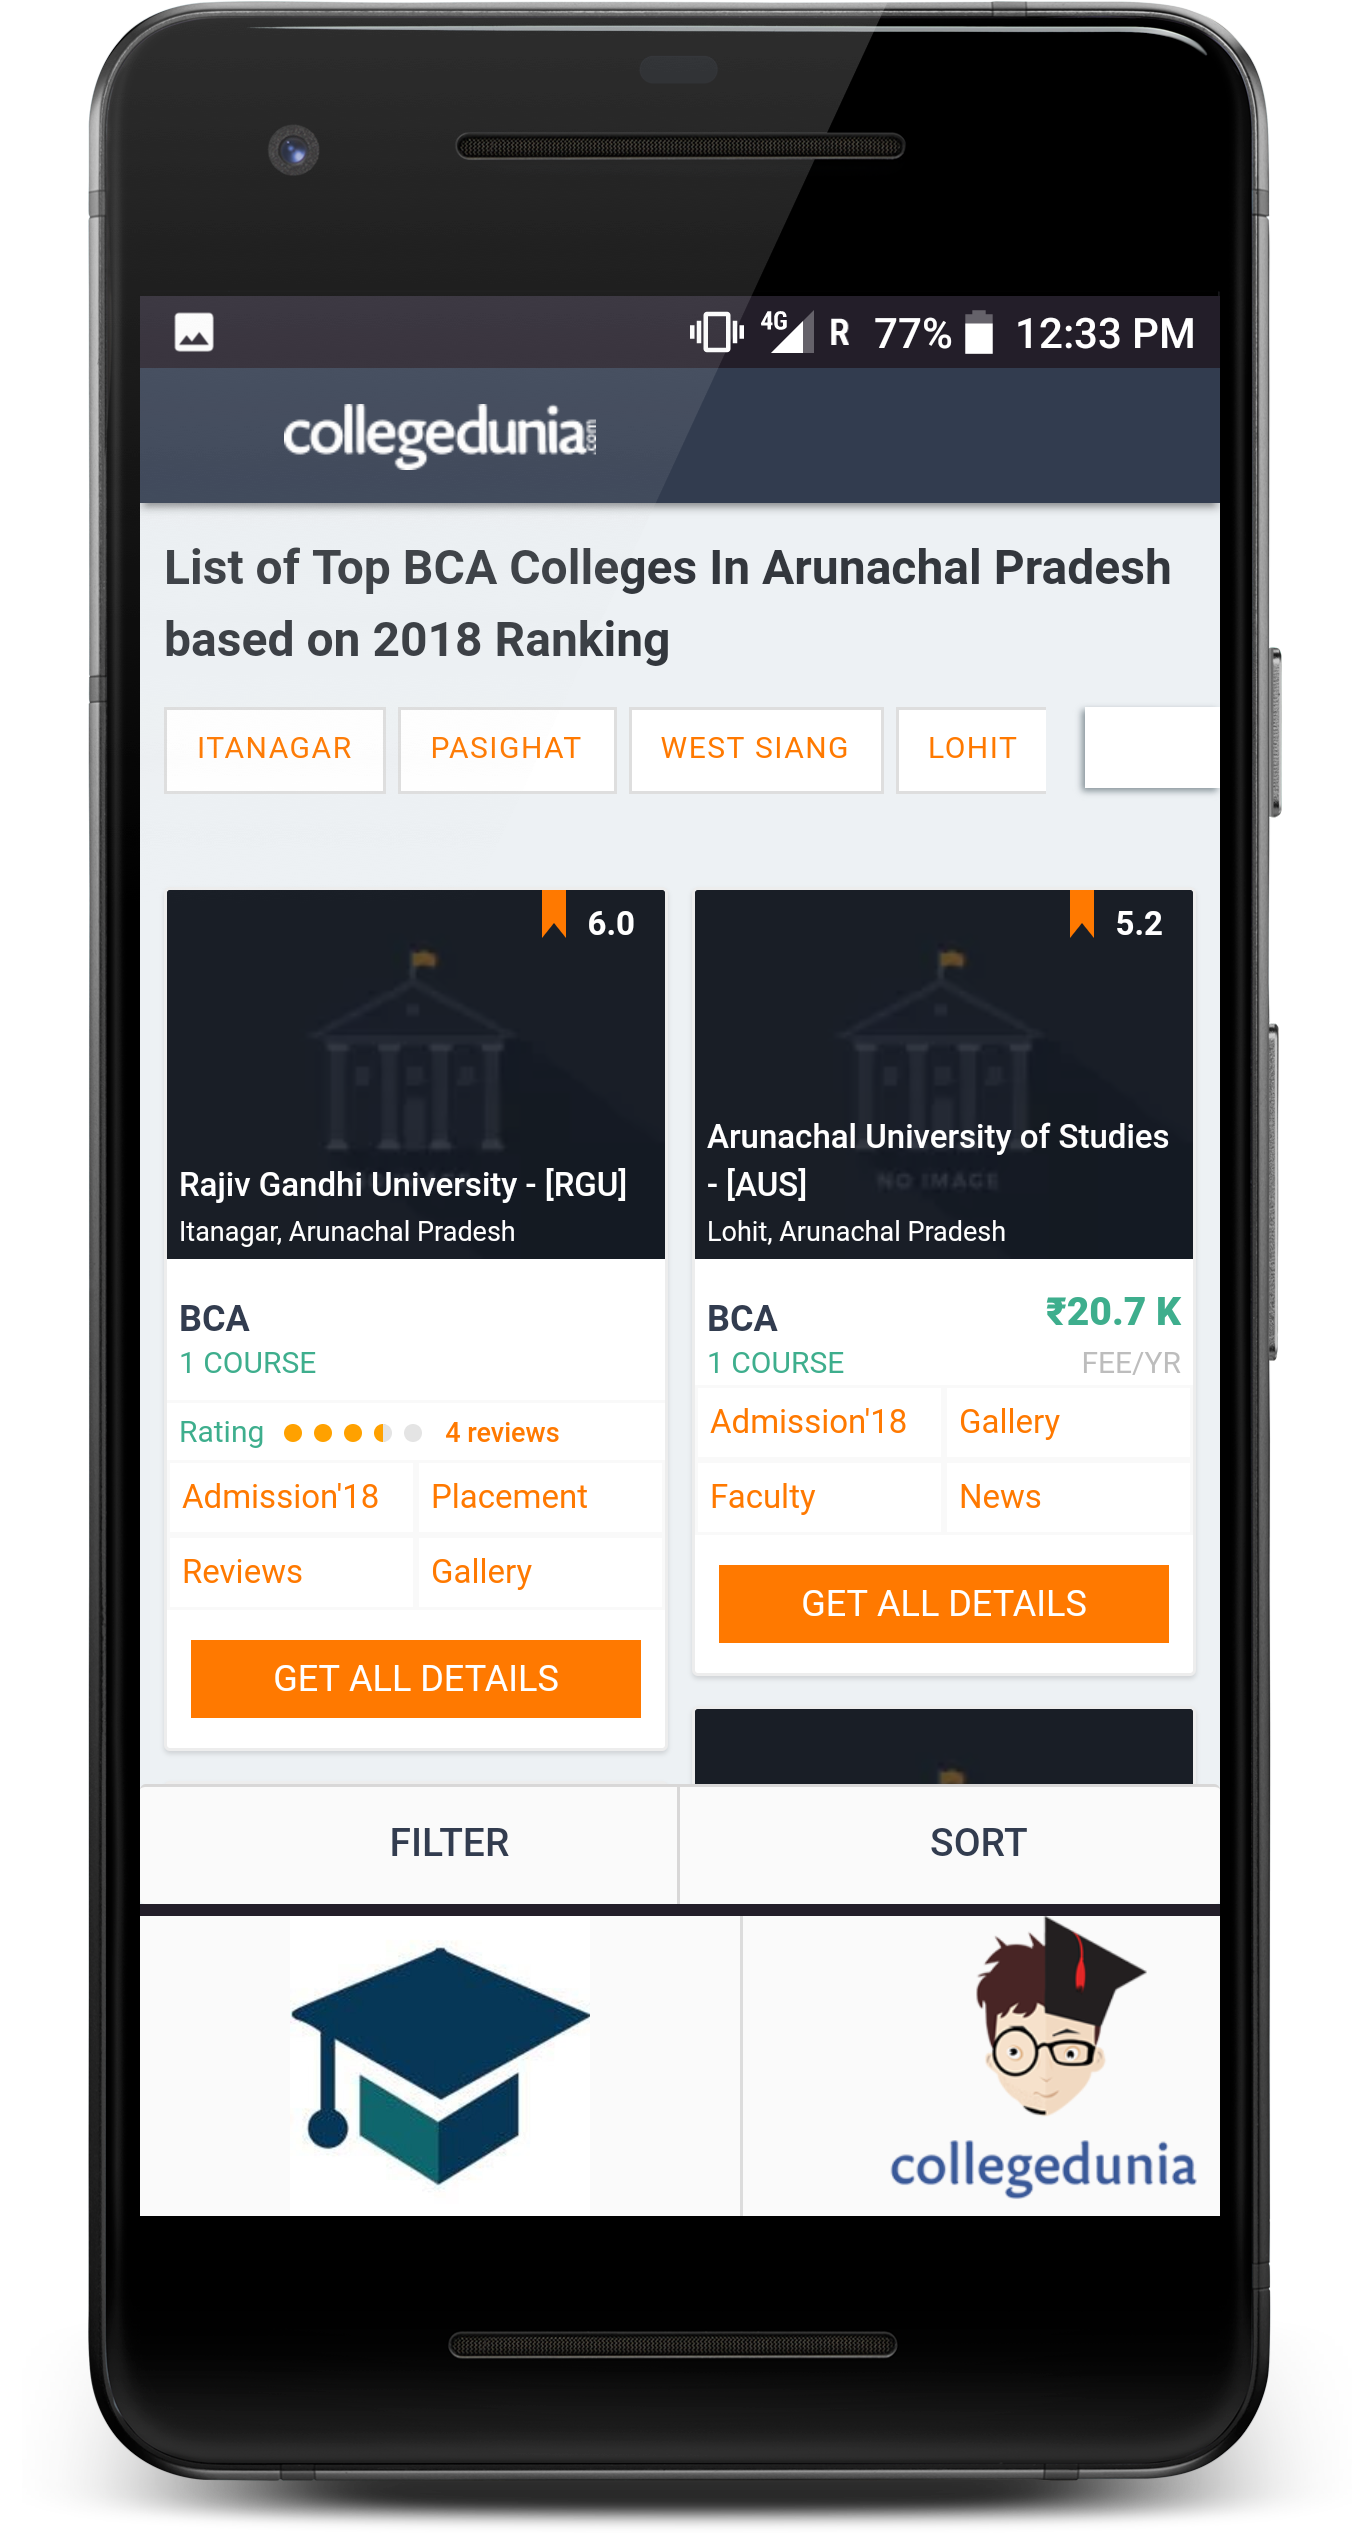 4G R 77% 12:33 PM
collegedunia.com
List of Top BCA Colleges In Arunachal Pradesh
based on 2018 Ranking
ITANAGAR PASIGHAT WEST SIANG LOHIT
6.0
Rajiv Gandhi University - [RGU]
Itanagar, Arunachal Pradesh
BCA
1 COURSE
Rating 4 reviews
Admission'18 Placement
Reviews Gallery
GET ALL DETAILS
5.2
Arunachal University of Studies
- [AUS]
NO IMAGE
Lohit, Arunachal Pradesh
BCA ₹20.7 K
1 COURSE FEE/YR
Admission'18 Gallery
Faculty News
GET ALL DETAILS
FILTER SORT
collegedunia